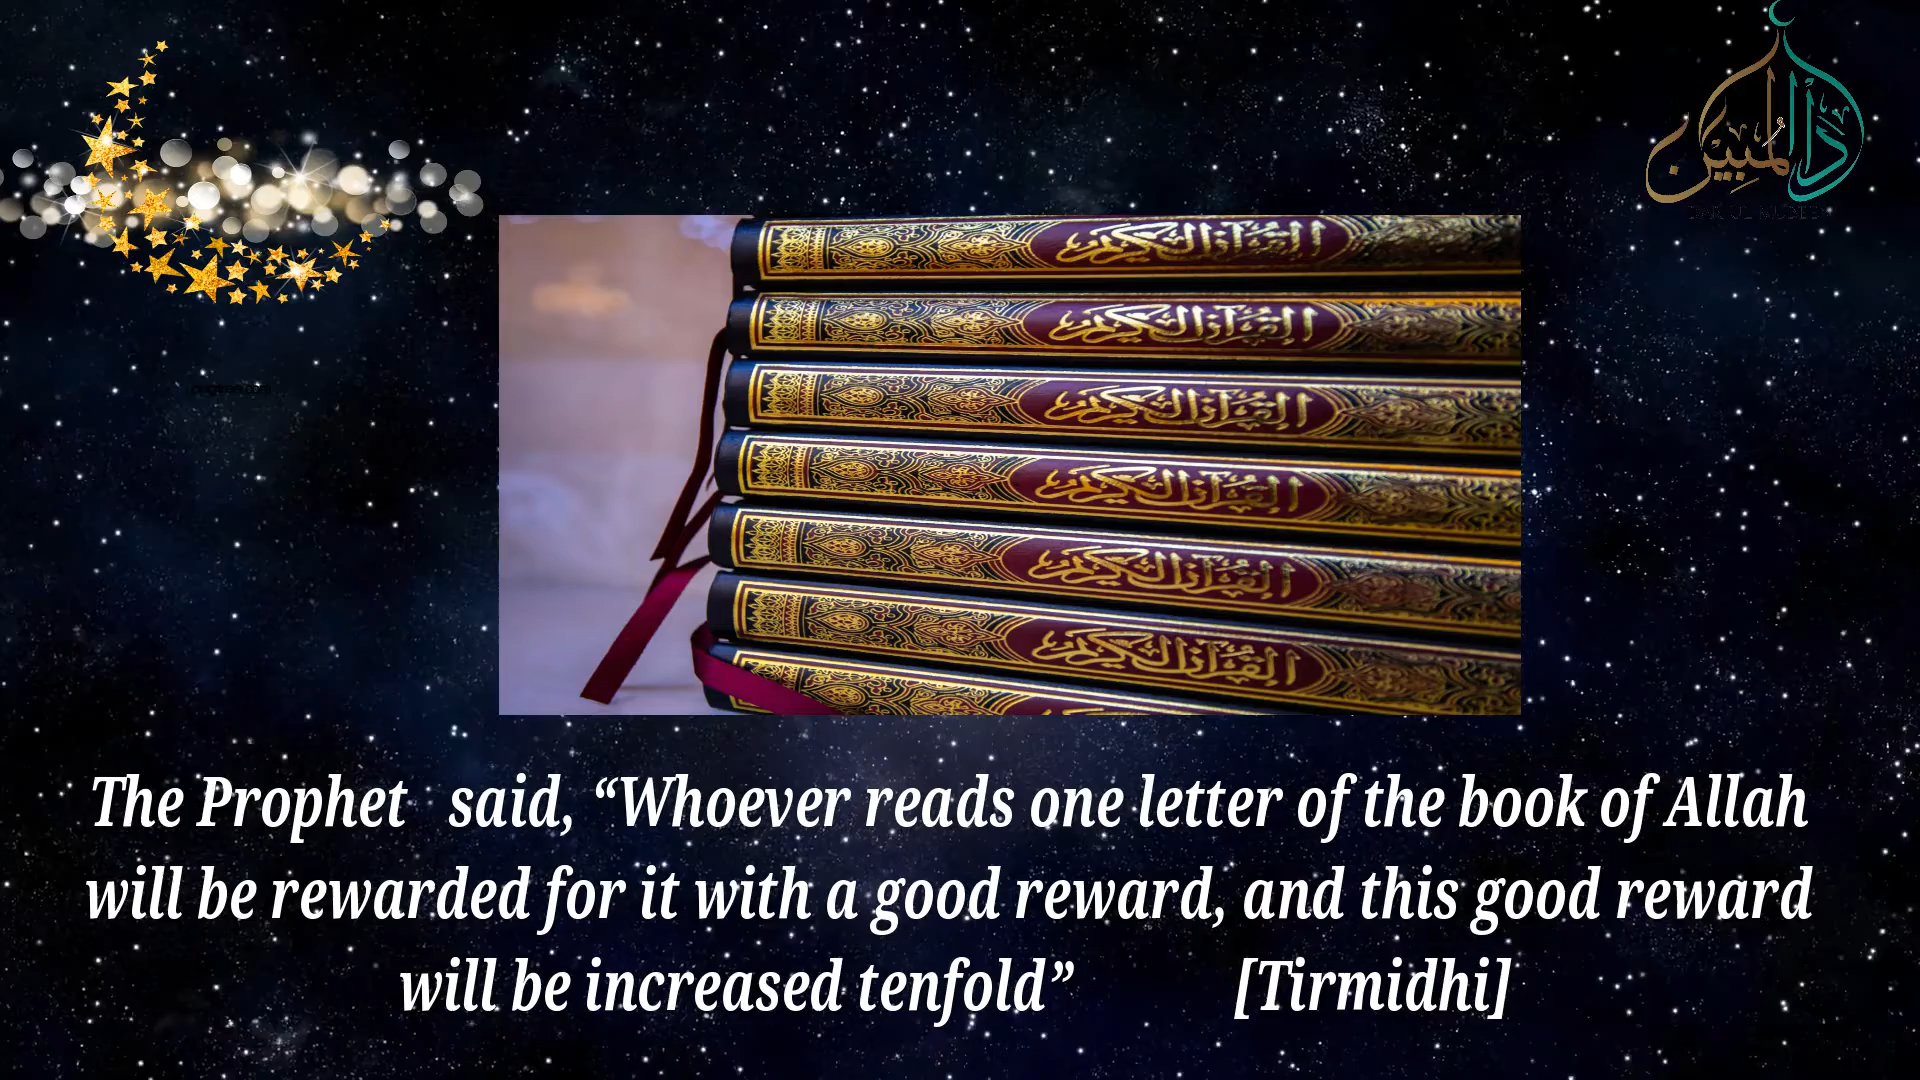 دار المبين
القرآن الكريم
القرآن الكريم
القرآن الكريم
القرآن الكريم
القرآن الكريم
القرآن الكريم
The Prophet said, “Whoever reads one letter of the book of Allah
will be rewarded for it with a good reward, and this good reward
will be increased tenfold” [Tirmidhi]